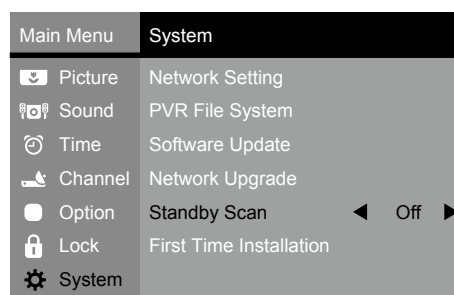 Main Menu System
Picture Network Setting
Sound PVR File System
Time Software Update
Channel Network Upgrade
Option Standby Scan Off
Lock First Time Installation
System